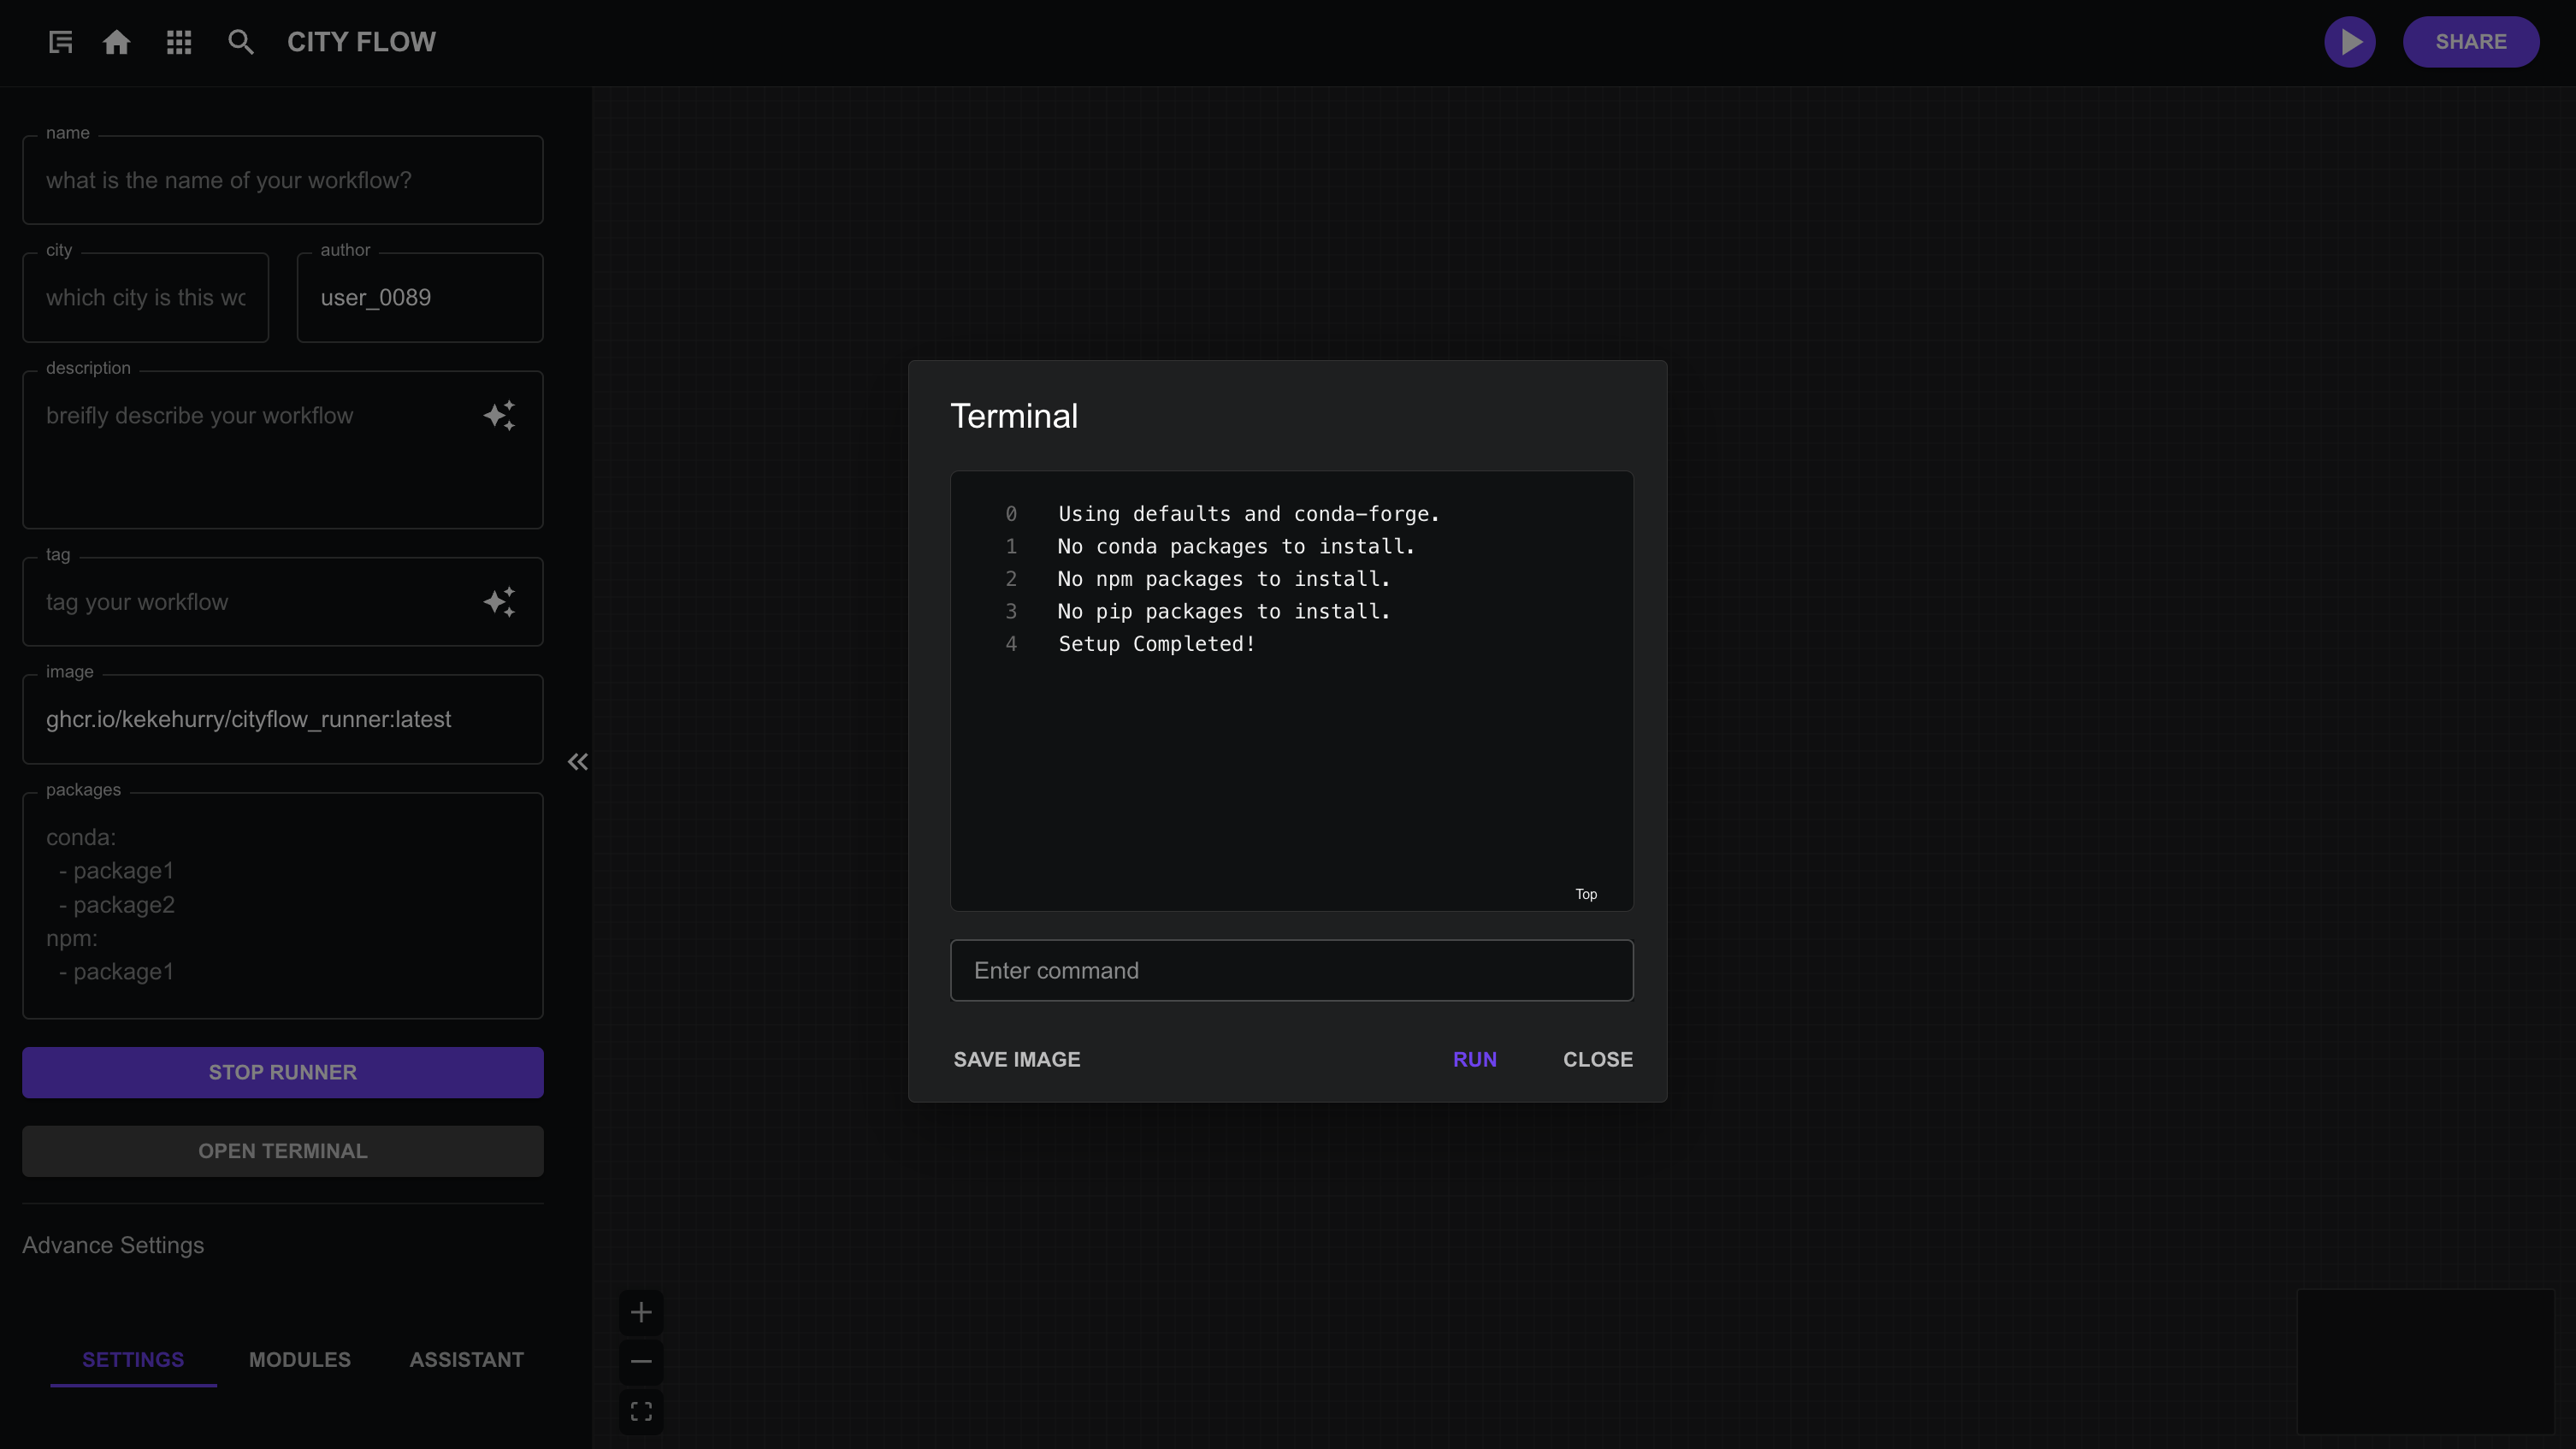 CITY FLOW
SHARE
name
what is the name of your workflow?
city
author
which city is this wo
user_0089
description
breifly describe your workflow
tag
tag your workflow
image
ghcr.io/kekehurry/cityflow_runner:latest
packages
conda:
- package1
- package2
npm:
- package1
STOP RUNNER
OPEN TERMINAL
Advance Settings
SETTINGS
MODULES
ASSISTANT
Terminal
0 Using defaults and conda-forge.
1 No conda packages to install.
2 No npm packages to install.
3 No pip packages to install.
4 Setup Completed!
Top
Enter command
SAVE IMAGE
RUN
CLOSE